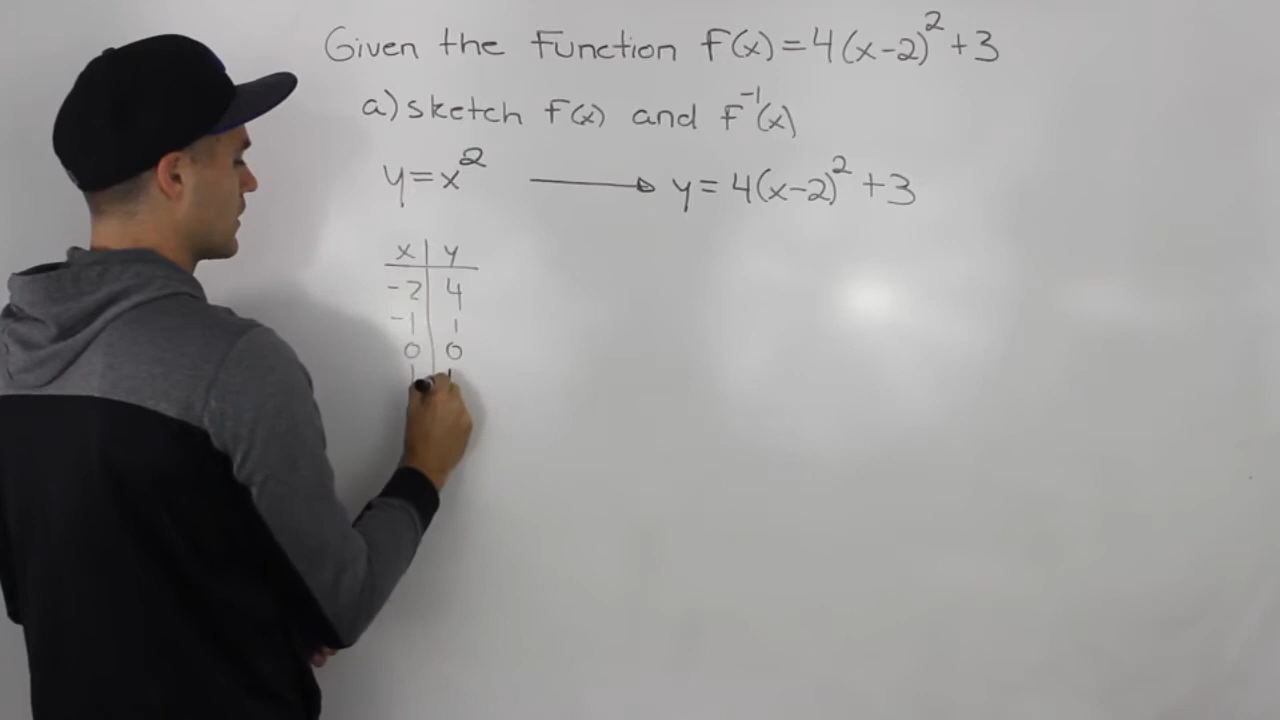 Given the Function F(x)=4(x-2)²+3
a) sketch F(x) and F⁻¹(x)
y=x² → y=4(x-2)²+3
x | y
-2 | 4
-1 | 1
0 | 0
1 | 1